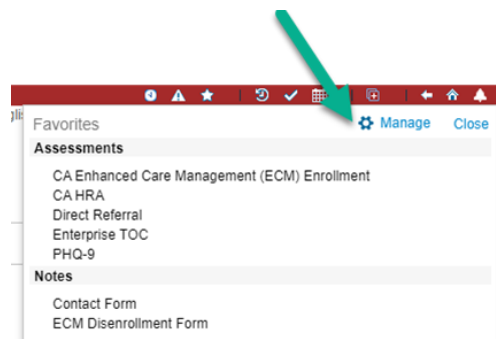 Favorites Manage Close
Assessments
CA Enhanced Care Management (ECM) Enrollment
CA HRA
Direct Referral
Enterprise TOC
PHQ-9
Notes
Contact Form
ECM Disenrollment Form